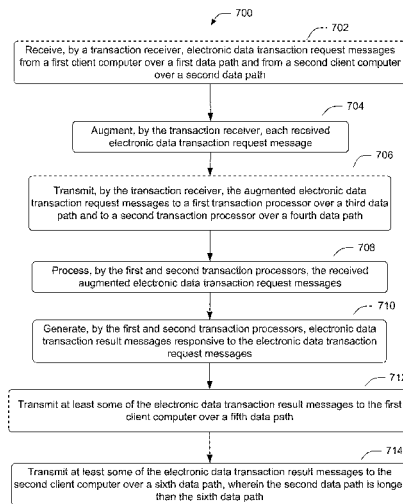 700
702
Receive, by a transaction receiver, electronic data transaction request messages
from a first client computer over a first data path and from a second client computer
over a second data path
704
Augment, by the transaction receiver, each received
electronic data transaction request message
706
Transmit, by the transaction receiver, the augmented electronic data
transaction request messages to a first transaction processor over a third data
path and to a second transaction processor over a fourth data path
708
Process, by the first and second transaction processors, the received
augmented electronic data transaction request messages
710
Generate, by the first and second transaction processors, electronic data
transaction result messages responsive to the electronic data transaction
request messages
712
Transmit at least some of the electronic data transaction result messages to the first
client computer over a fifth data path
714
Transmit at least some of the electronic data transaction result messages to the
second client computer over a sixth data path, wherein the second data path is longer
than the sixth data path